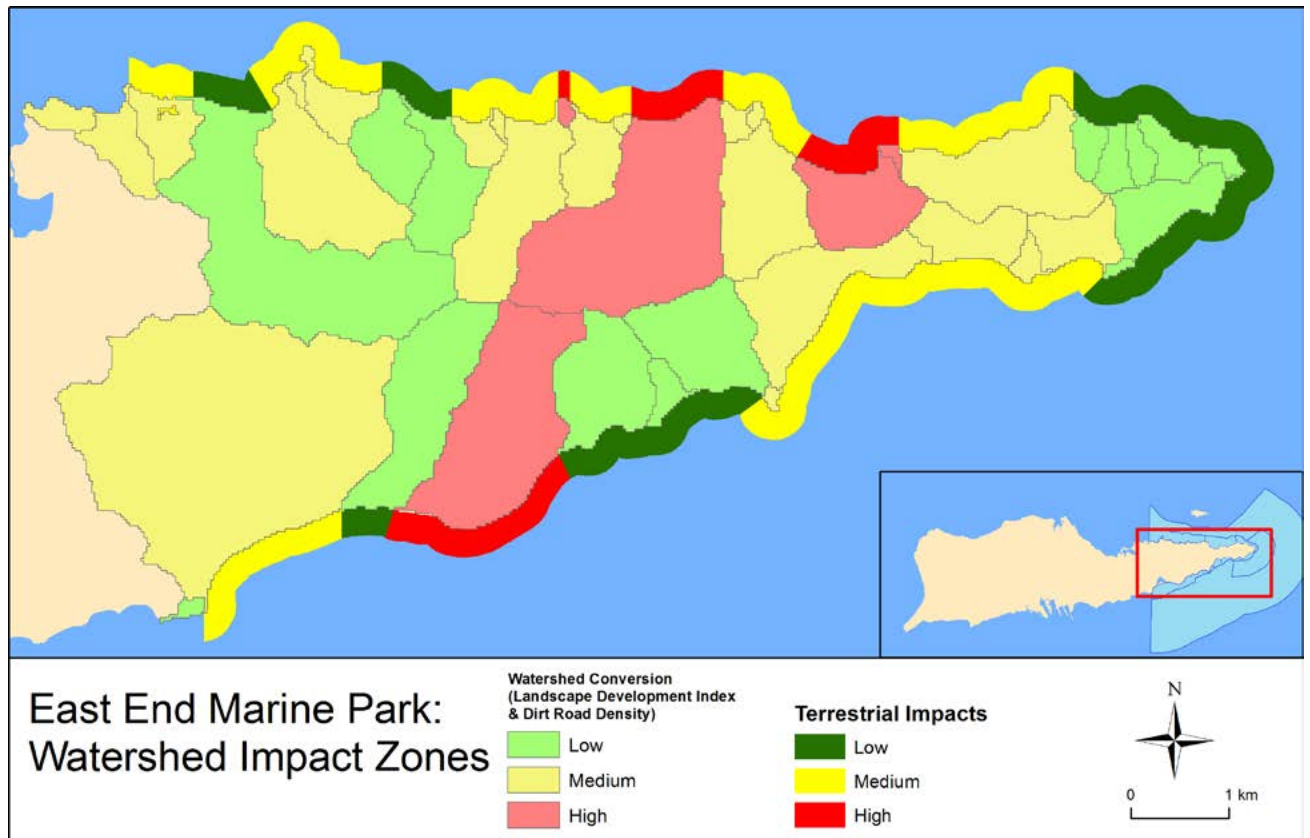 East End Marine Park:
Watershed Impact Zones
Watershed Conversion
(Landscape Development Index
& Dirt Road Density)
Low
Medium
High
Terrestrial Impacts
Low
Medium
High
N
0 1 km